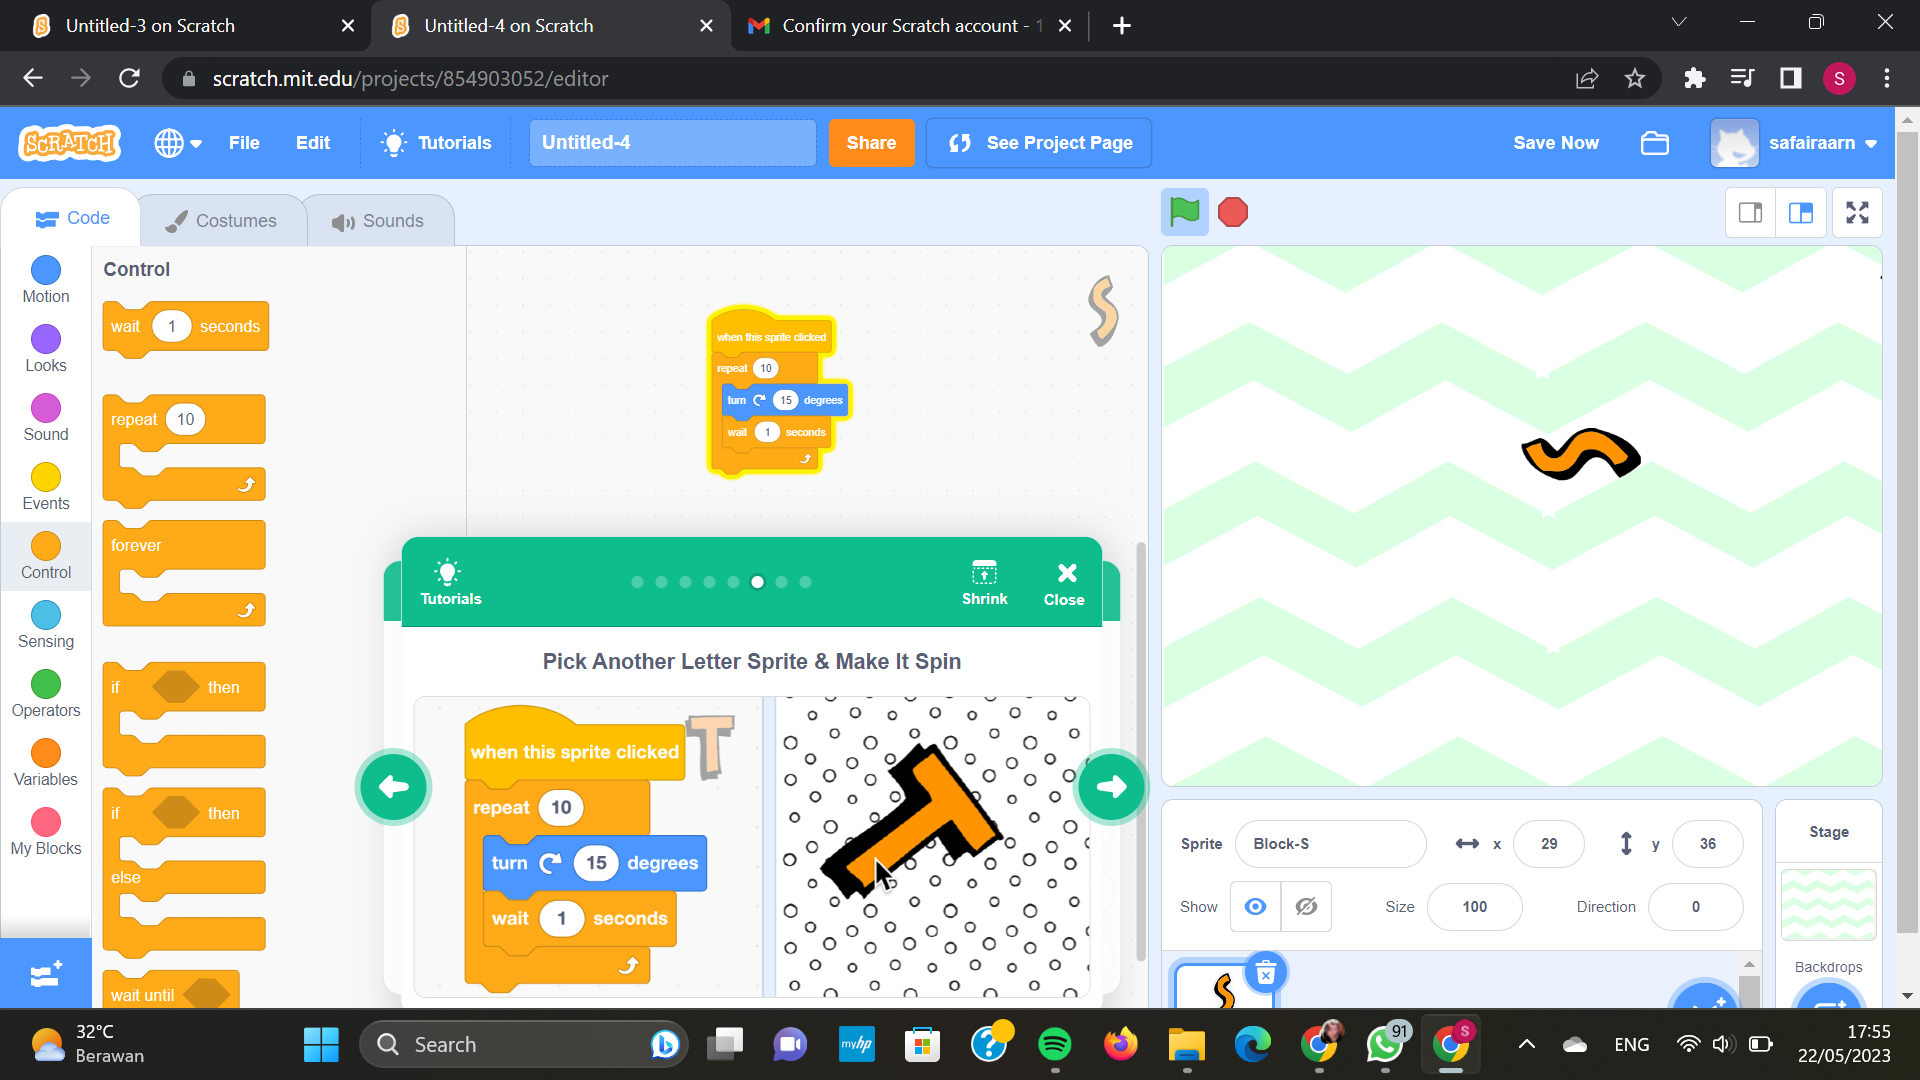 Untitled-3 on Scratch
Untitled-4 on Scratch
Confirm your Scratch account - 1
scratch.mit.edu/projects/854903052/editor
S
SCRATCH
File
Edit
Tutorials
Untitled-4
Share
See Project Page
Save Now
safairaarn
Code
Costumes
Sounds
Motion
Looks
Sound
Events
Control
Sensing
Operators
Variables
My Blocks
Control
wait 1 seconds
repeat 10
forever
if then
if then
else
wait until
when this sprite clicked
repeat 10
turn 15 degrees
wait 1 seconds
S
Tutorials
Shrink
Close
Pick Another Letter Sprite & Make It Spin
when this sprite clicked
repeat 10
turn 15 degrees
wait 1 seconds
T
T
S
Sprite
Block-S
x 29
y 36
Show
Size 100
Direction 0
S
Stage
Backdrops
32°C
Berawan
Search
myhp
91
S
ENG
17:55
22/05/2023